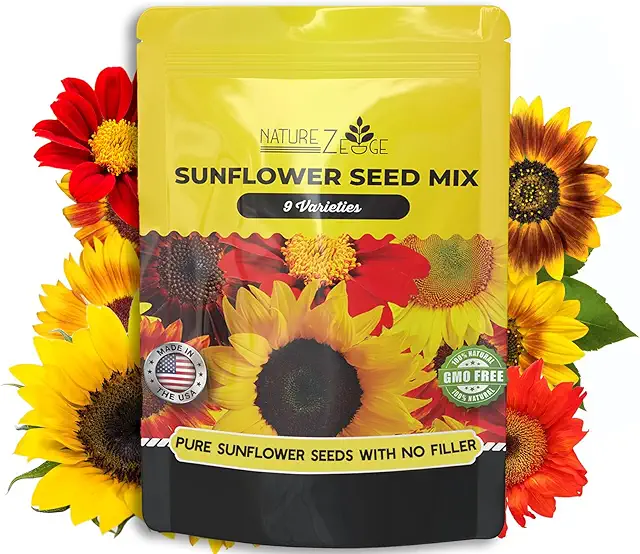 NATURE ZEDGE
SUNFLOWER SEED MIX
9 Varieties
MADE IN
THE USA
100% NATURAL
GMO FREE
100% NATURAL
PURE SUNFLOWER SEEDS WITH NO FILLER